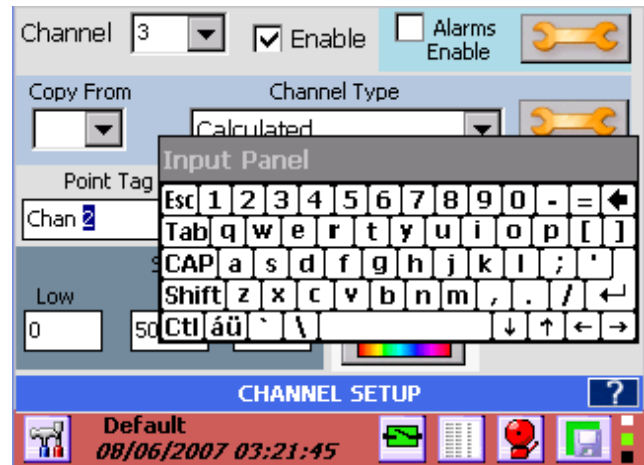 Channel 3 Enable Alarms Enable
Copy From Channel Type
Calculated
Input Panel
Point Tag
Esc 1 2 3 4 5 6 7 8 9 0 - =
Chan 2
Tab q w e r t y u i o p [ ]
CAP a s d f g h j k l ; '
Low
Shift z x c v b n m , . /
0 50
Ctl áü ` \ ↓ ↑ ← →
CHANNEL SETUP ?
Default
08/06/2007 03:21:45